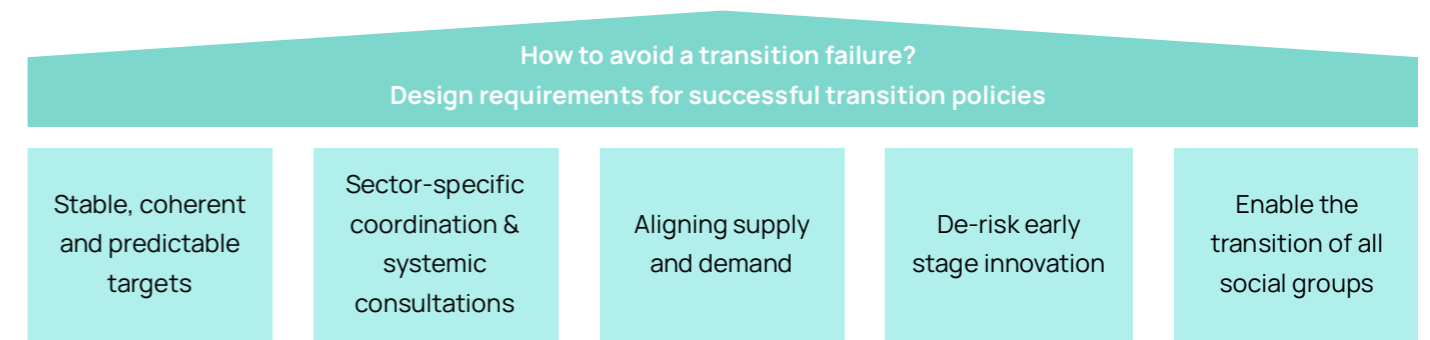 How to avoid a transition failure?
Design requirements for successful transition policies
Stable, coherent
and predictable
targets
Sector-specific
coordination &
systemic
consultations
Aligning supply
and demand
De-risk early
stage innovation
Enable the
transition of all
social groups